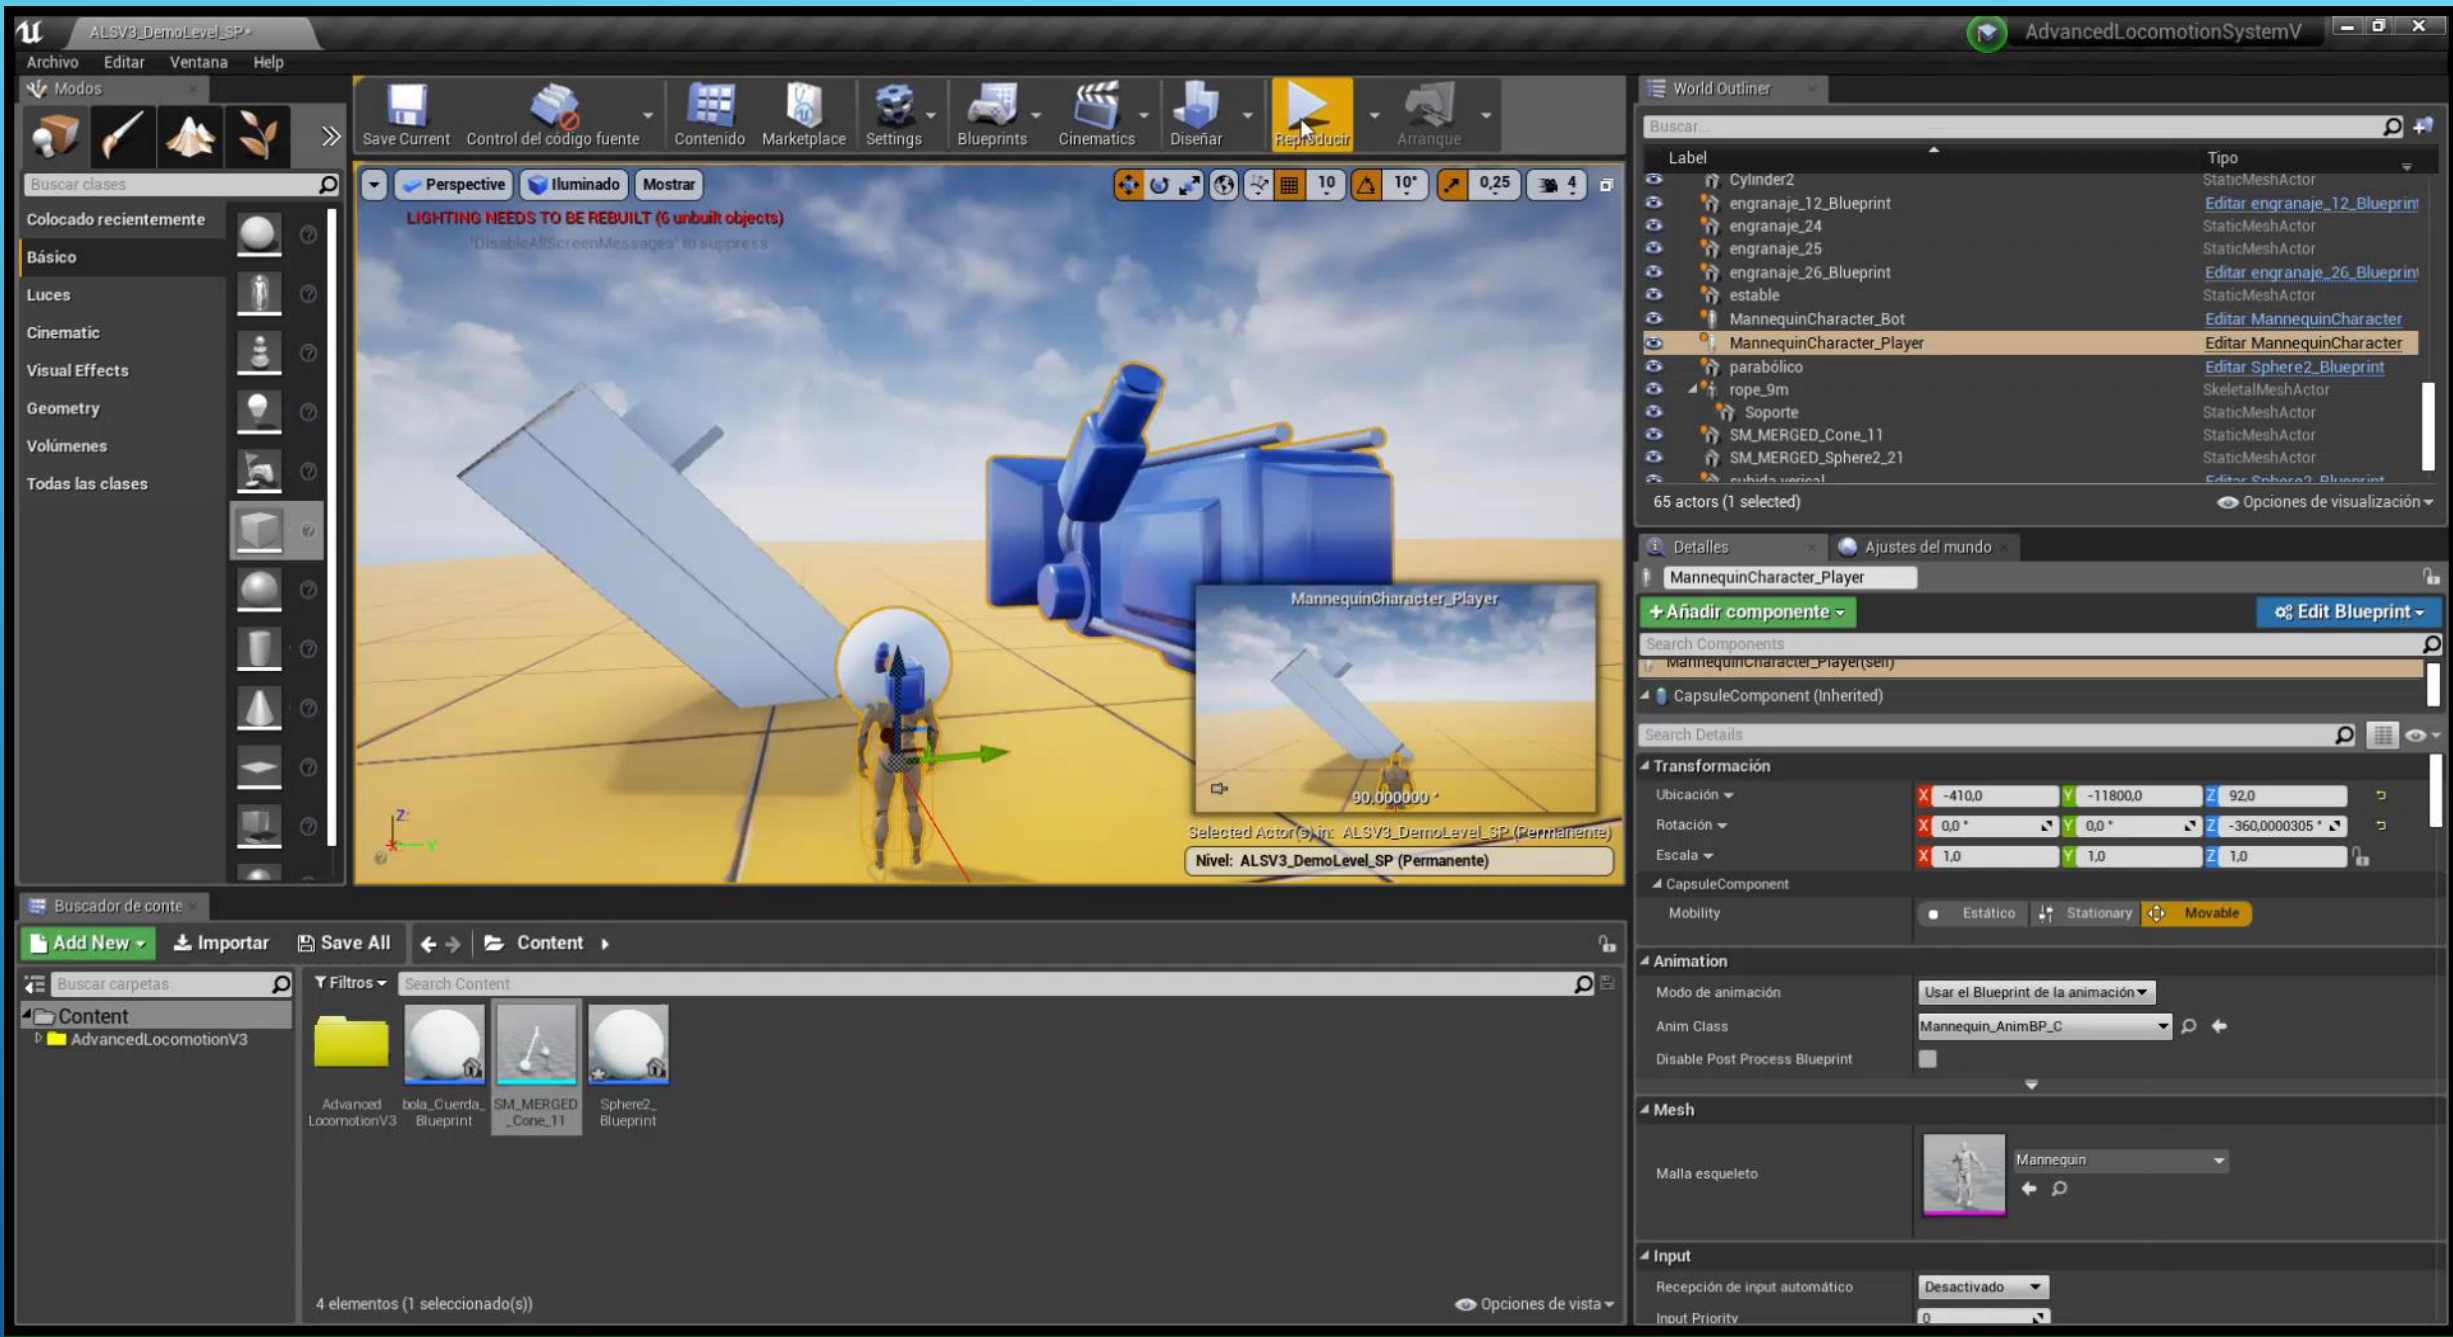 ALSV3_DemoLevel_SP•
AdvancedLocomotionSystemV
Archivo Editar Ventana Help
Modos
Save Current
Control del código fuente
Contenido
Marketplace
Settings
Blueprints
Cinematics
Diseñar
Reproducir
Arranque
Buscar clases
Colocado recientemente
Básico
Luces
Cinematic
Visual Effects
Geometry
Volúmenes
Todas las clases
Perspective
Iluminado
Mostrar
10
10°
0,25
4
LIGHTING NEEDS TO BE REBUILT (6 unbuilt objects)
'DisableAllScreenMessages' to suppress
MannequinCharacter_Player
90.000000 °
Selected Actor(s) in: ALSV3_DemoLevel_SP (Permanente)
Nivel: ALSV3_DemoLevel_SP (Permanente)
Z
X
Y
World Outliner
Buscar...
Label Tipo
Cylinder2 StaticMeshActor
engranaje_12_Blueprint Editar engranaje_12_Blueprint
engranaje_24 StaticMeshActor
engranaje_25 StaticMeshActor
engranaje_26_Blueprint Editar engranaje_26_Blueprint
estable StaticMeshActor
MannequinCharacter_Bot Editar MannequinCharacter
MannequinCharacter_Player Editar MannequinCharacter
parabólico Editar Sphere2_Blueprint
rope_9m SkeletalMeshActor
Soporte StaticMeshActor
SM_MERGED_Cone_11 StaticMeshActor
SM_MERGED_Sphere2_21 StaticMeshActor
subida verical Editar Sphere2_Blueprint
65 actors (1 selected) Opciones de visualización
Detalles
Ajustes del mundo
MannequinCharacter_Player
+ Añadir componente
Edit Blueprint
Search Components
MannequinCharacter_Player(self)
CapsuleComponent (Inherited)
Search Details
Transformación
Ubicación X -410,0 Y -11800,0 Z 92,0
Rotación X 0,0 ° Y 0,0 ° Z -360,0000305 °
Escala X 1,0 Y 1,0 Z 1,0
CapsuleComponent
Mobility Estático Stationary Movable
Animation
Modo de animación Usar el Blueprint de la animación
Anim Class Mannequin_AnimBP_C
Disable Post Process Blueprint
Mesh
Malla esqueleto Mannequin
Input
Recepción de input automático Desactivado
Input Priority 0
Buscador de conte
Add New
Importar
Save All
Content
Buscar carpetas
Filtros
Search Content
Content
AdvancedLocomotionV3
Advanced
LocomotionV3
bola_Cuerda_
Blueprint
SM_MERGED
_Cone_11
Sphere2_
Blueprint
4 elementos (1 seleccionado(s))
Opciones de vista